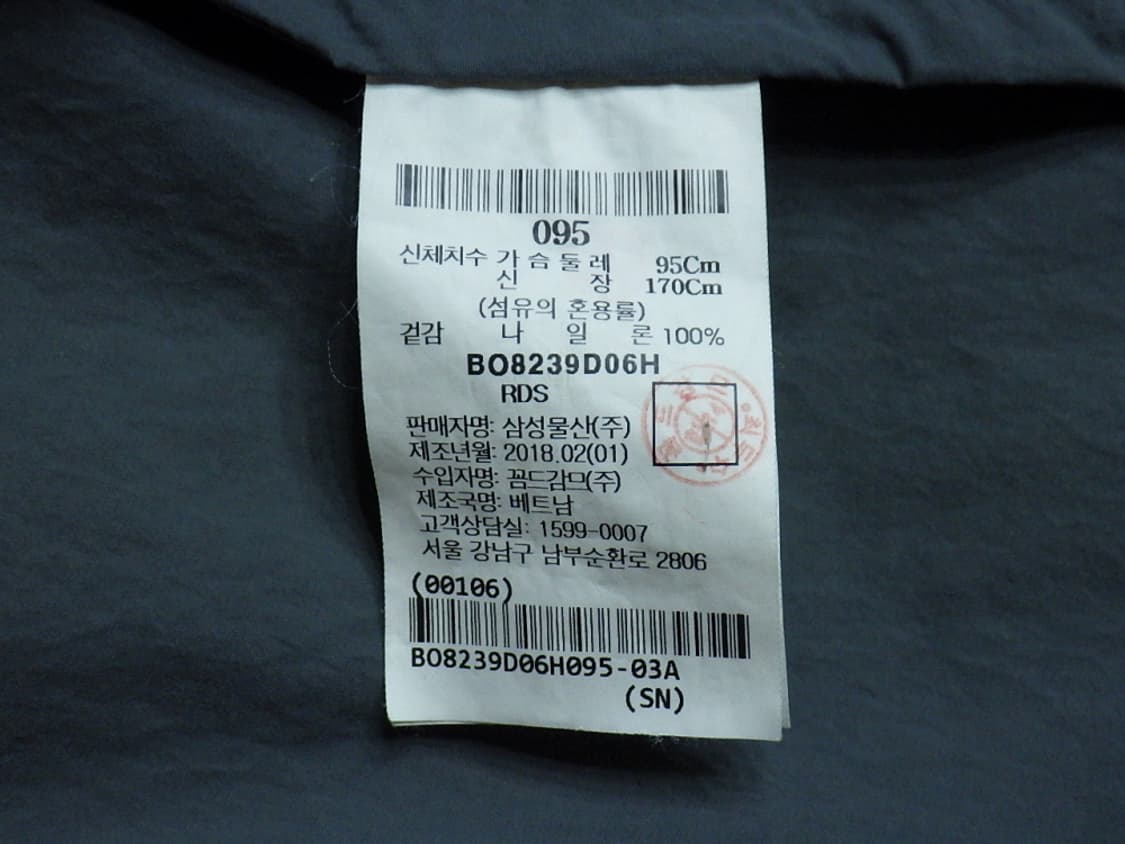 095
신체치수 가슴둘레 95Cm
신장 170Cm
(섬유의 혼용률)
겉감 나일론 100%
BO8239D06H
RDS
판매자명: 삼성물산(주)
제조년월: 2018.02(01)
수입자명: 꼼드감므(주)
제조국명: 베트남
고객상담실: 1599-0007
서울 강남구 남부순환로 2806
(00106)
BO8239D06H095-03A
(SN)